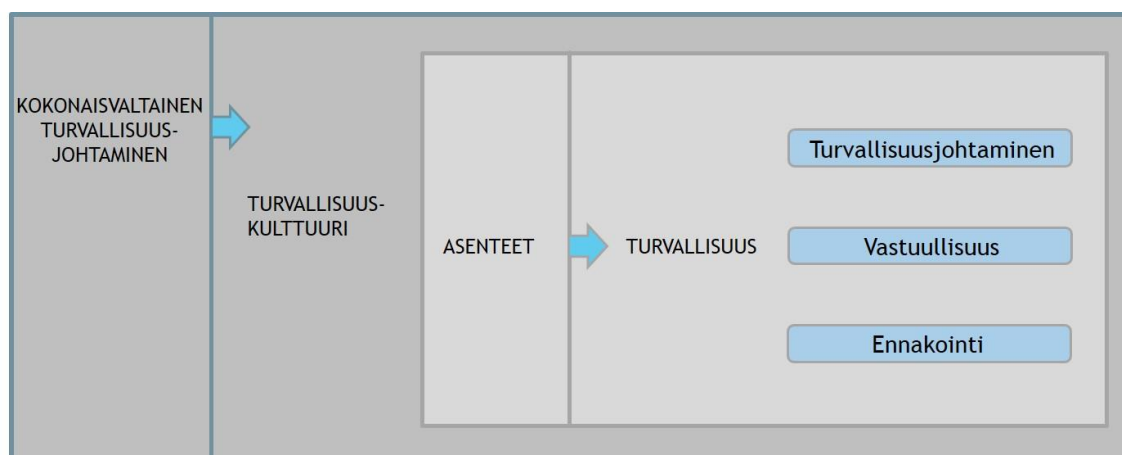 KOKONAISVALTAINEN
TURVALLISUUS-
JOHTAMINEN
TURVALLISUUS-
KULTTUURI
ASENTEET
TURVALLISUUS
Turvallisuusjohtaminen
Vastuullisuus
Ennakointi